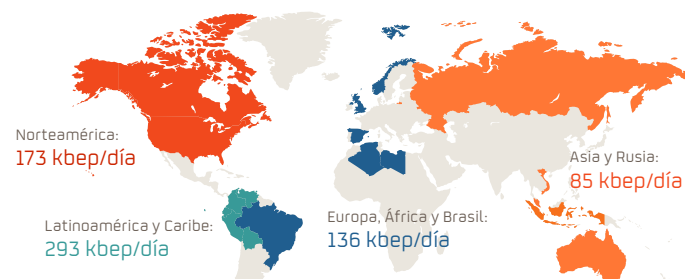 Norteamérica:
173 kbep/día
Asia y Rusia:
85 kbep/día
Latinoamérica y Caribe:
293 kbep/día
Europa, África y Brasil:
136 kbep/día